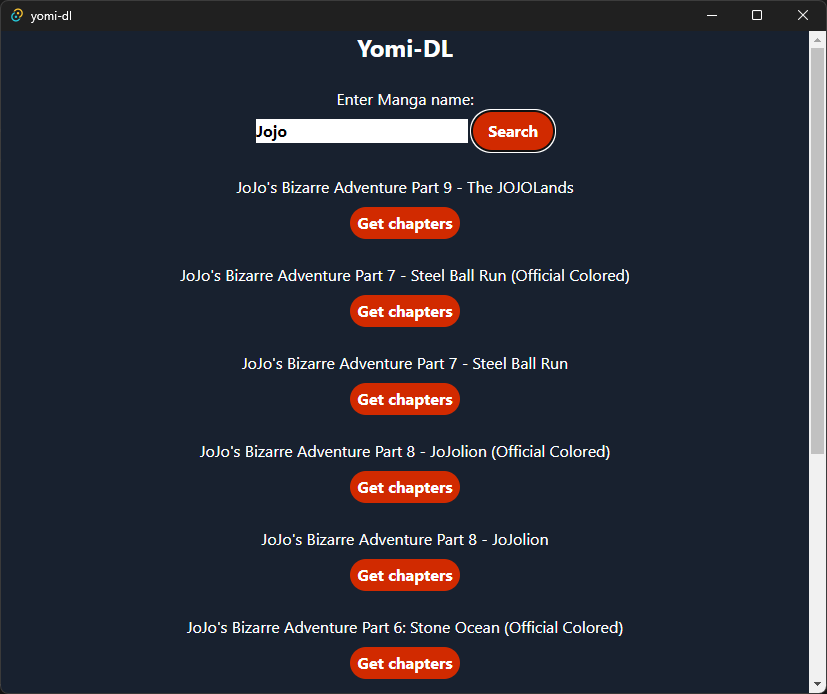 yomi-dl
Yomi-DL
Enter Manga name:
Jojo
Search
JoJo's Bizarre Adventure Part 9 - The JOJOLands
Get chapters
JoJo's Bizarre Adventure Part 7 - Steel Ball Run (Official Colored)
Get chapters
JoJo's Bizarre Adventure Part 7 - Steel Ball Run
Get chapters
JoJo's Bizarre Adventure Part 8 - JoJolion (Official Colored)
Get chapters
JoJo's Bizarre Adventure Part 8 - JoJolion
Get chapters
JoJo's Bizarre Adventure Part 6: Stone Ocean (Official Colored)
Get chapters